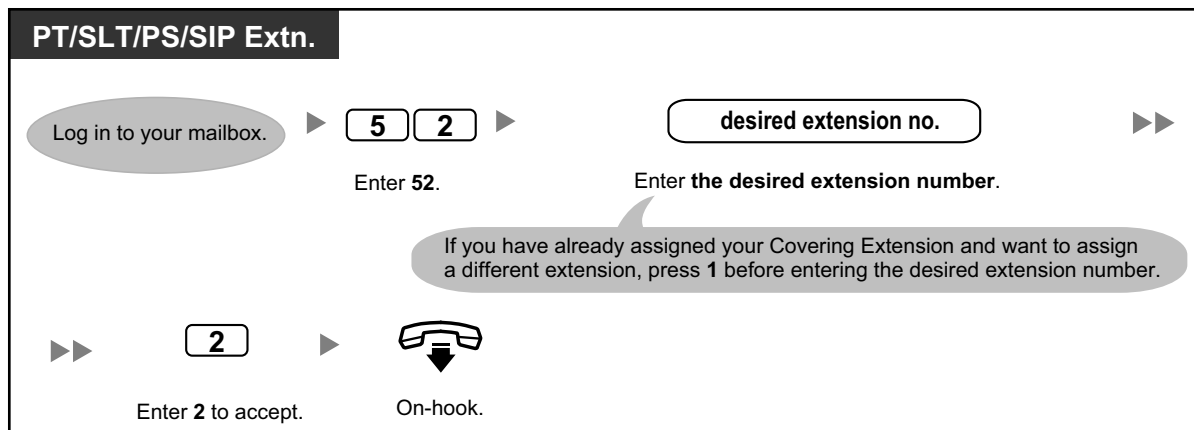 PT/SLT/PS/SIP Extn.
Log in to your mailbox.
5 2
desired extension no.
Enter 52.
Enter the desired extension number.
If you have already assigned your Covering Extension and want to assign
a different extension, press 1 before entering the desired extension number.
2
Enter 2 to accept.
On-hook.